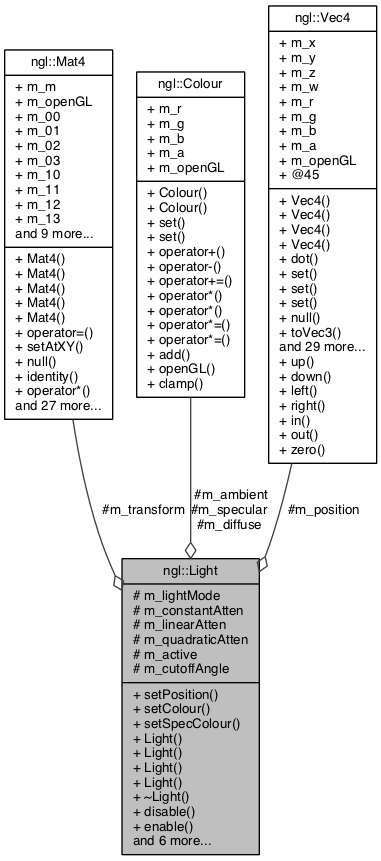 ngl::Mat4
+ m_m
+ m_openGL
+ m_00
+ m_01
+ m_02
+ m_03
+ m_10
+ m_11
+ m_12
+ m_13
and 9 more...
+ Mat4()
+ Mat4()
+ Mat4()
+ Mat4()
+ Mat4()
+ operator=()
+ setAtXY()
+ null()
+ identity()
+ operator*()
and 27 more...
ngl::Colour
+ m_r
+ m_g
+ m_b
+ m_a
+ m_openGL
+ Colour()
+ Colour()
+ set()
+ set()
+ operator+()
+ operator-()
+ operator+=()
+ operator*()
+ operator*()
+ operator*=()
+ operator*=()
+ add()
+ openGL()
+ clamp()
ngl::Vec4
+ m_x
+ m_y
+ m_z
+ m_w
+ m_r
+ m_g
+ m_b
+ m_a
+ m_openGL
+ @45
+ Vec4()
+ Vec4()
+ Vec4()
+ Vec4()
+ dot()
+ set()
+ set()
+ set()
+ null()
+ toVec3()
and 29 more...
+ up()
+ down()
+ left()
+ right()
+ in()
+ out()
+ zero()
#m_transform
#m_ambient
#m_specular
#m_diffuse
#m_position
ngl::Light
# m_lightMode
# m_constantAtten
# m_linearAtten
# m_quadraticAtten
# m_active
# m_cutoffAngle
+ setPosition()
+ setColour()
+ setSpecColour()
+ Light()
+ Light()
+ Light()
+ Light()
+ ~Light()
+ disable()
+ enable()
and 6 more...